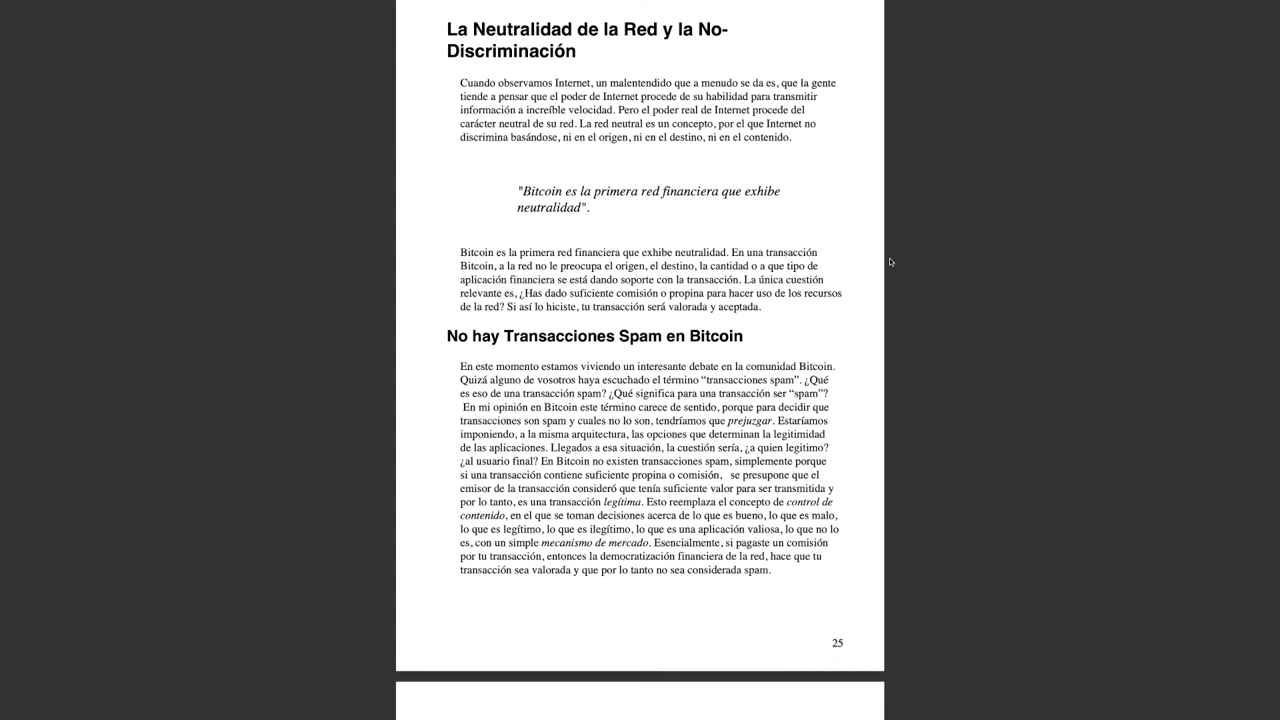 La Neutralidad de la Red y la No-
Discriminación
Cuando observamos Internet, un malentendido que a menudo se da es, que la gente
tiende a pensar que el poder de Internet procede de su habilidad para transmitir
información a increíble velocidad. Pero el poder real de Internet procede del
carácter neutral de su red. La red neutral es un concepto, por el que Internet no
discrimina basándose, ni en el origen, ni en el destino, ni en el contenido.
"Bitcoin es la primera red financiera que exhibe
neutralidad".
Bitcoin es la primera red financiera que exhibe neutralidad. En una transacción
Bitcoin, a la red no le preocupa el origen, el destino, la cantidad o a que tipo de
aplicación financiera se está dando soporte con la transacción. La única cuestión
relevante es, ¿Has dado suficiente comisión o propina para hacer uso de los recursos
de la red? Si así lo hiciste, tu transacción será valorada y aceptada.
No hay Transacciones Spam en Bitcoin
En este momento estamos viviendo un interesante debate en la comunidad Bitcoin.
Quizá alguno de vosotros haya escuchado el término “transacciones spam”. ¿Qué
es eso de una transacción spam? ¿Qué significa para una transacción ser “spam”?
En mi opinión en Bitcoin este término carece de sentido, porque para decidir que
transacciones son spam y cuales no lo son, tendríamos que prejuzgar. Estaríamos
imponiendo, a la misma arquitectura, las opciones que determinan la legitimidad
de las aplicaciones. Llegados a esa situación, la cuestión sería, ¿a quien legitimo?
¿al usuario final? En Bitcoin no existen transacciones spam, simplemente porque
si una transacción contiene suficiente propina o comisión, se presupone que el
emisor de la transacción consideró que tenía suficiente valor para ser transmitida y
por lo tanto, es una transacción legítima. Esto reemplaza el concepto de control de
contenido, en el que se toman decisiones acerca de lo que es bueno, lo que es malo,
lo que es legítimo, lo que es ilegítimo, lo que es una aplicación valiosa, lo que no lo
es, con un simple mecanismo de mercado. Esencialmente, si pagaste un comisión
por tu transacción, entonces la democratización financiera de la red, hace que tu
transacción sea valorada y que por lo tanto no sea considerada spam.
25